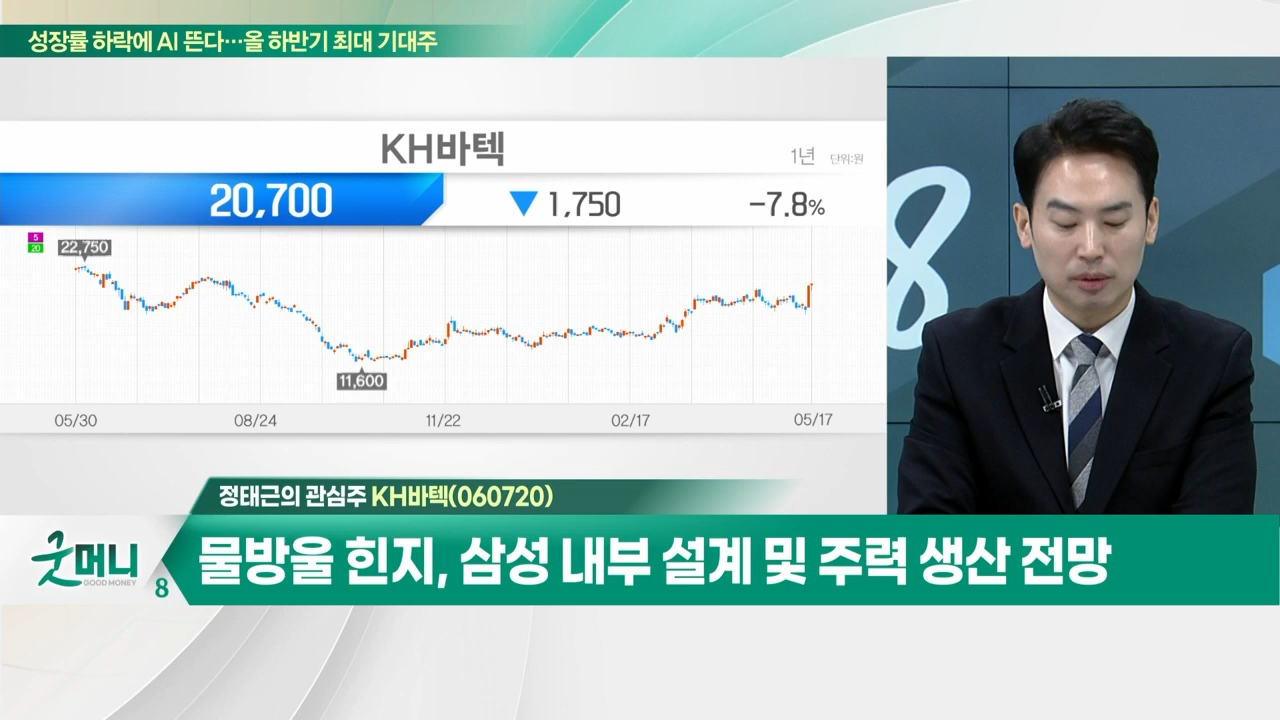 성장률 하락에 AI 뜬다…올 하반기 최대 기대주
KH바텍
1년 단위:원
20,700 ▼ 1,750 -7.8%
5
20
22,750
11,600
05/30 08/24 11/22 02/17 05/17
8
정태근의 관심주 KH바텍(060720)
굿머니 GOOD MONEY 8
물방울 힌지, 삼성 내부 설계 및 주력 생산 전망